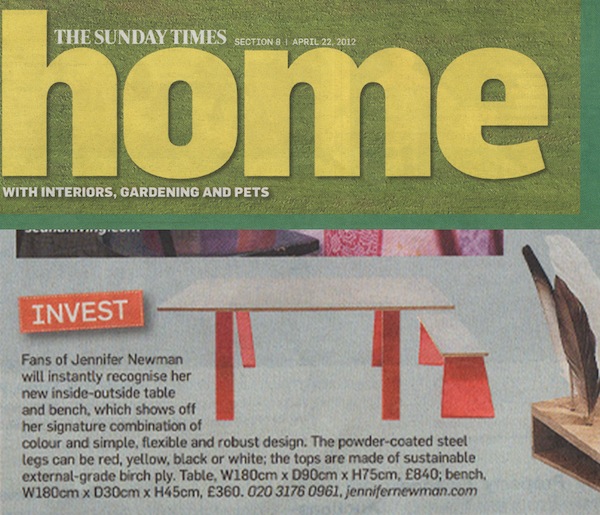 THE SUNDAY TIMES SECTION 8 | APRIL 22, 2012
home
WITH INTERIORS, GARDENING AND PETS
INVEST
Fans of Jennifer Newman
will instantly recognise her
new inside-outside table
and bench, which shows off
her signature combination of
colour and simple, flexible and robust design. The powder-coated steel
legs can be red, yellow, black or white; the tops are made of sustainable
external-grade birch ply. Table, W180cm x D90cm x H75cm, £840; bench,
W180cm x D30cm x H45cm, £360. 020 3176 0961, jennifernewman.com